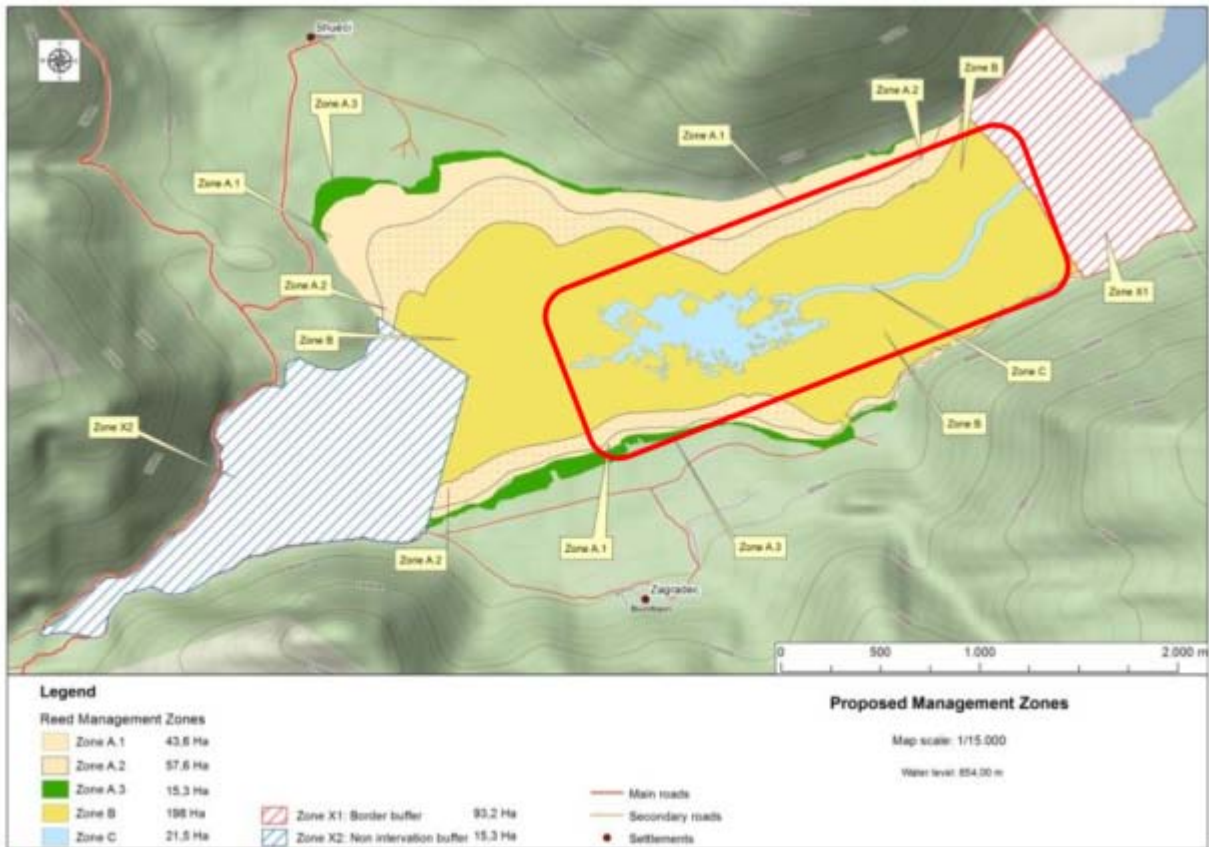 Shueci
Zone A.3
Zone A.2
Zone B
Zone A.1
Zone A.1
Zone A.2
Zone B
Zone X1
Zone C
Zone B
Zone X2
Zone A.2
Zone A.1
Zone A.3
Zagradec
0 500 1.000 2.000 m
Legend
Reed Management Zones
Zone A.1 43,6 Ha
Zone A.2 57,6 Ha
Zone A.3 15,3 Ha
Zone B 198 Ha
Zone C 21,5 Ha
Zone X1: Border buffer 93,2 Ha
Zone X2: Non intervation buffer 15,3 Ha
Main roads
Secondary roads
Settlements
Proposed Management Zones
Map scale: 1/15.000
Water level: 854,00 m